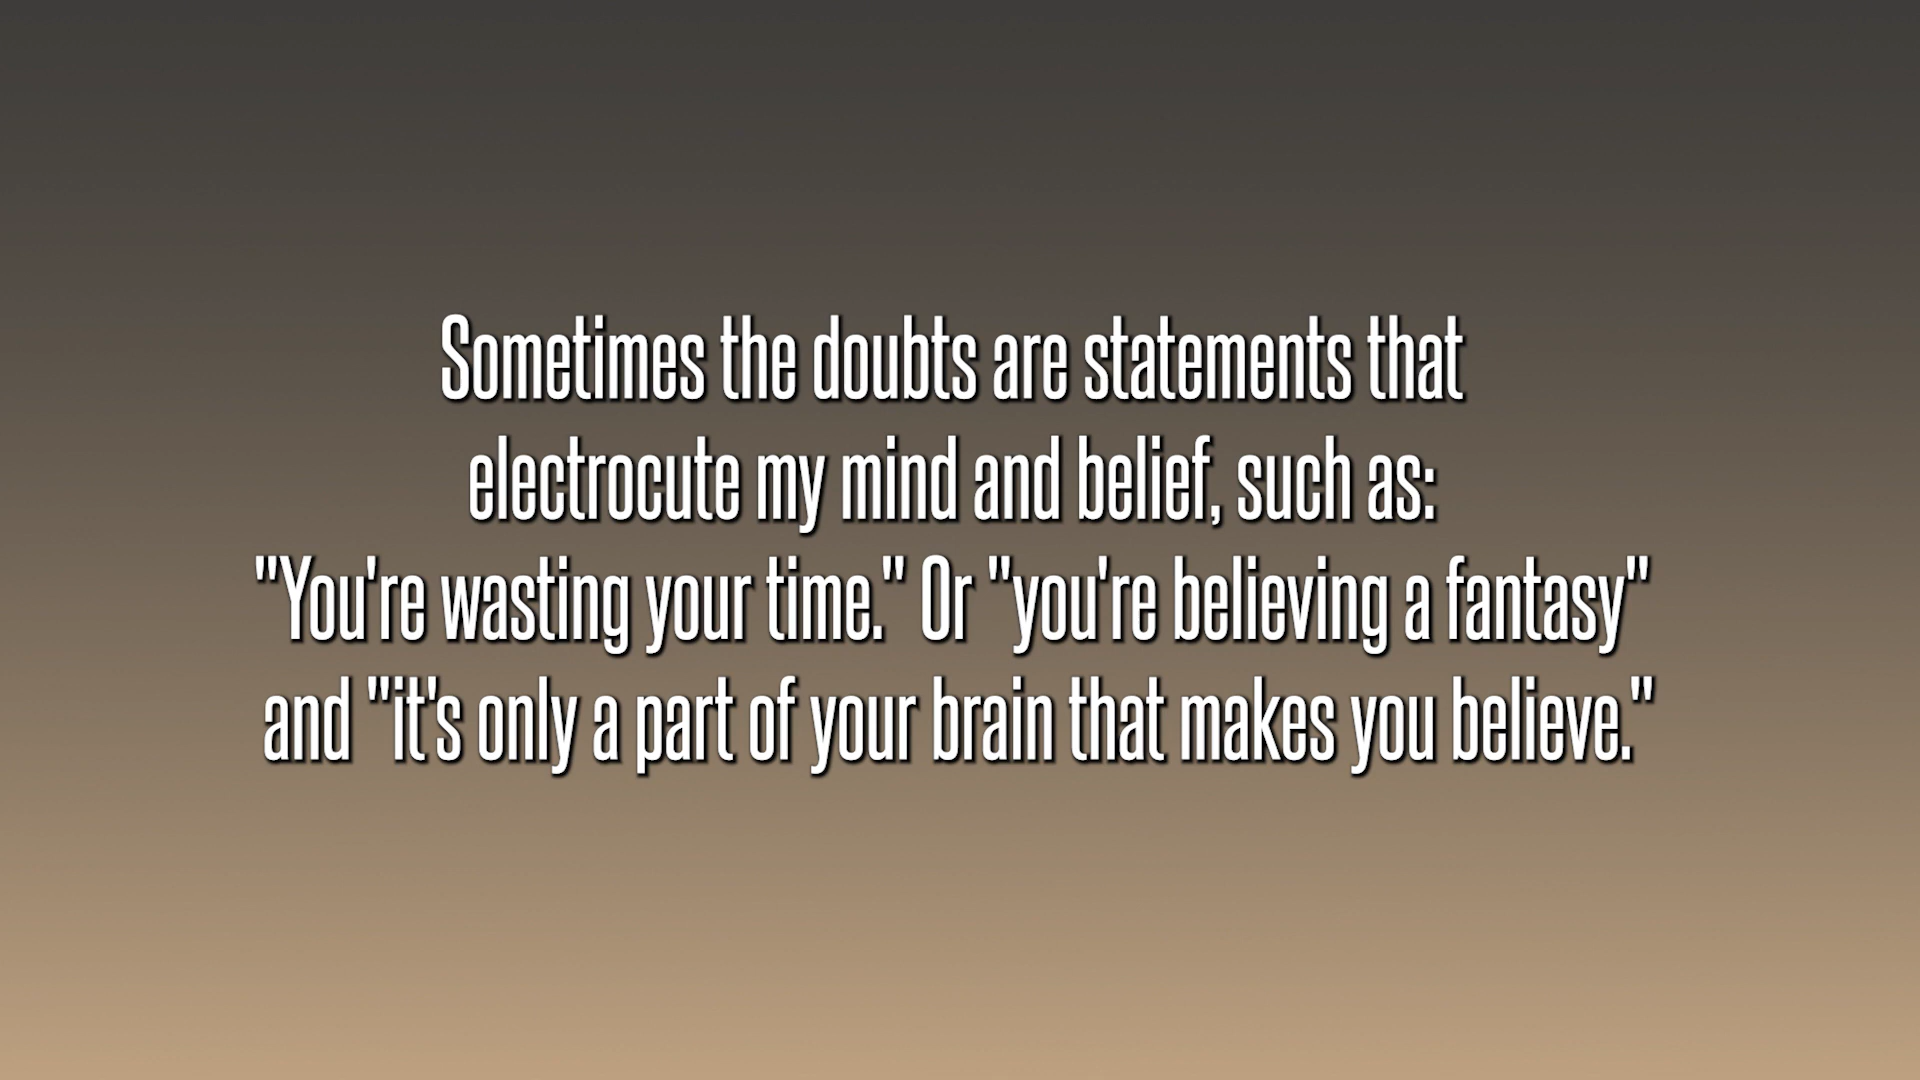 Sometimes the doubts are statements that
electrocute my mind and belief, such as:
"You're wasting your time." Or "you're believing a fantasy"
and "it's only a part of your brain that makes you believe."